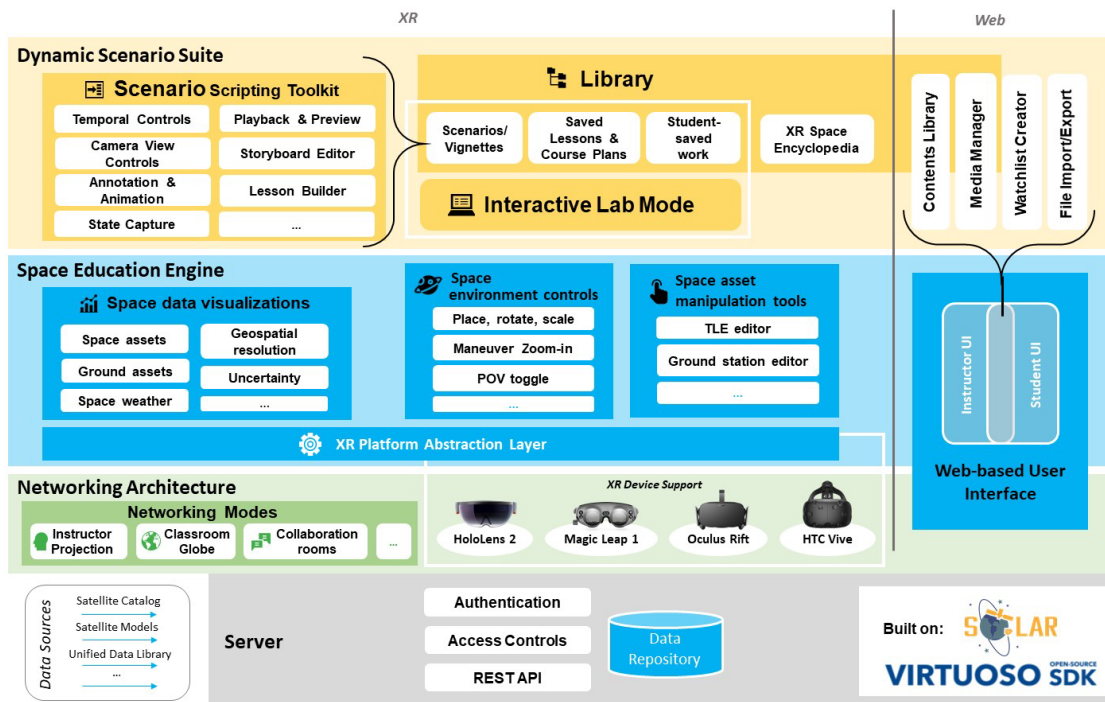 XR
Web
Dynamic Scenario Suite
Scenario Scripting Toolkit
Temporal Controls
Playback & Preview
Camera View
Controls
Storyboard Editor
Annotation &
Animation
Lesson Builder
State Capture
...
Library
Scenarios/
Vignettes
Saved
Lessons &
Course Plans
Student-
saved
work
XR Space
Encyclopedia
Interactive Lab Mode
Contents Library
Media Manager
Watchlist Creator
File Import/Export
Space Education Engine
Space data visualizations
Space assets
Geospatial
resolution
Ground assets
Uncertainty
Space weather
...
Space
environment controls
Place, rotate, scale
Maneuver Zoom-in
POV toggle
...
Space asset
manipulation tools
TLE editor
Ground station editor
...
XR Platform Abstraction Layer
Instructor UI
Student UI
Web-based User
Interface
Networking Architecture
Networking Modes
Instructor
Projection
Classroom
Globe
Collaboration
rooms
...
XR Device Support
HoloLens 2
Magic Leap 1
Oculus Rift
HTC Vive
Data Sources
Satellite Catalog
Satellite Models
Unified Data Library
...
Server
Authentication
Access Controls
REST API
Data
Repository
Built on:
SOLAR
VIRTUOSO OPEN-SOURCE SDK